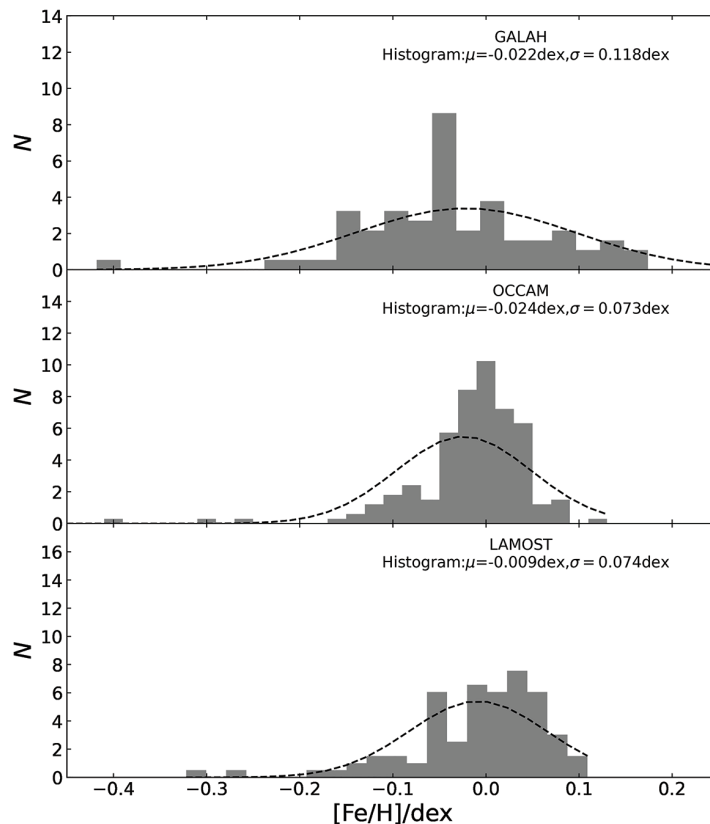 14
12
10
8
6
4
2
0
N
GALAH
Histogram:μ=-0.022dex,σ = 0.118dex
14
12
10
8
6
4
2
0
N
OCCAM
Histogram:μ=-0.024dex,σ = 0.073dex
16
14
12
10
8
6
4
2
0
N
LAMOST
Histogram:μ=-0.009dex,σ = 0.074dex
−0.4 −0.3 −0.2 −0.1 0.0 0.1 0.2
[Fe/H]/dex